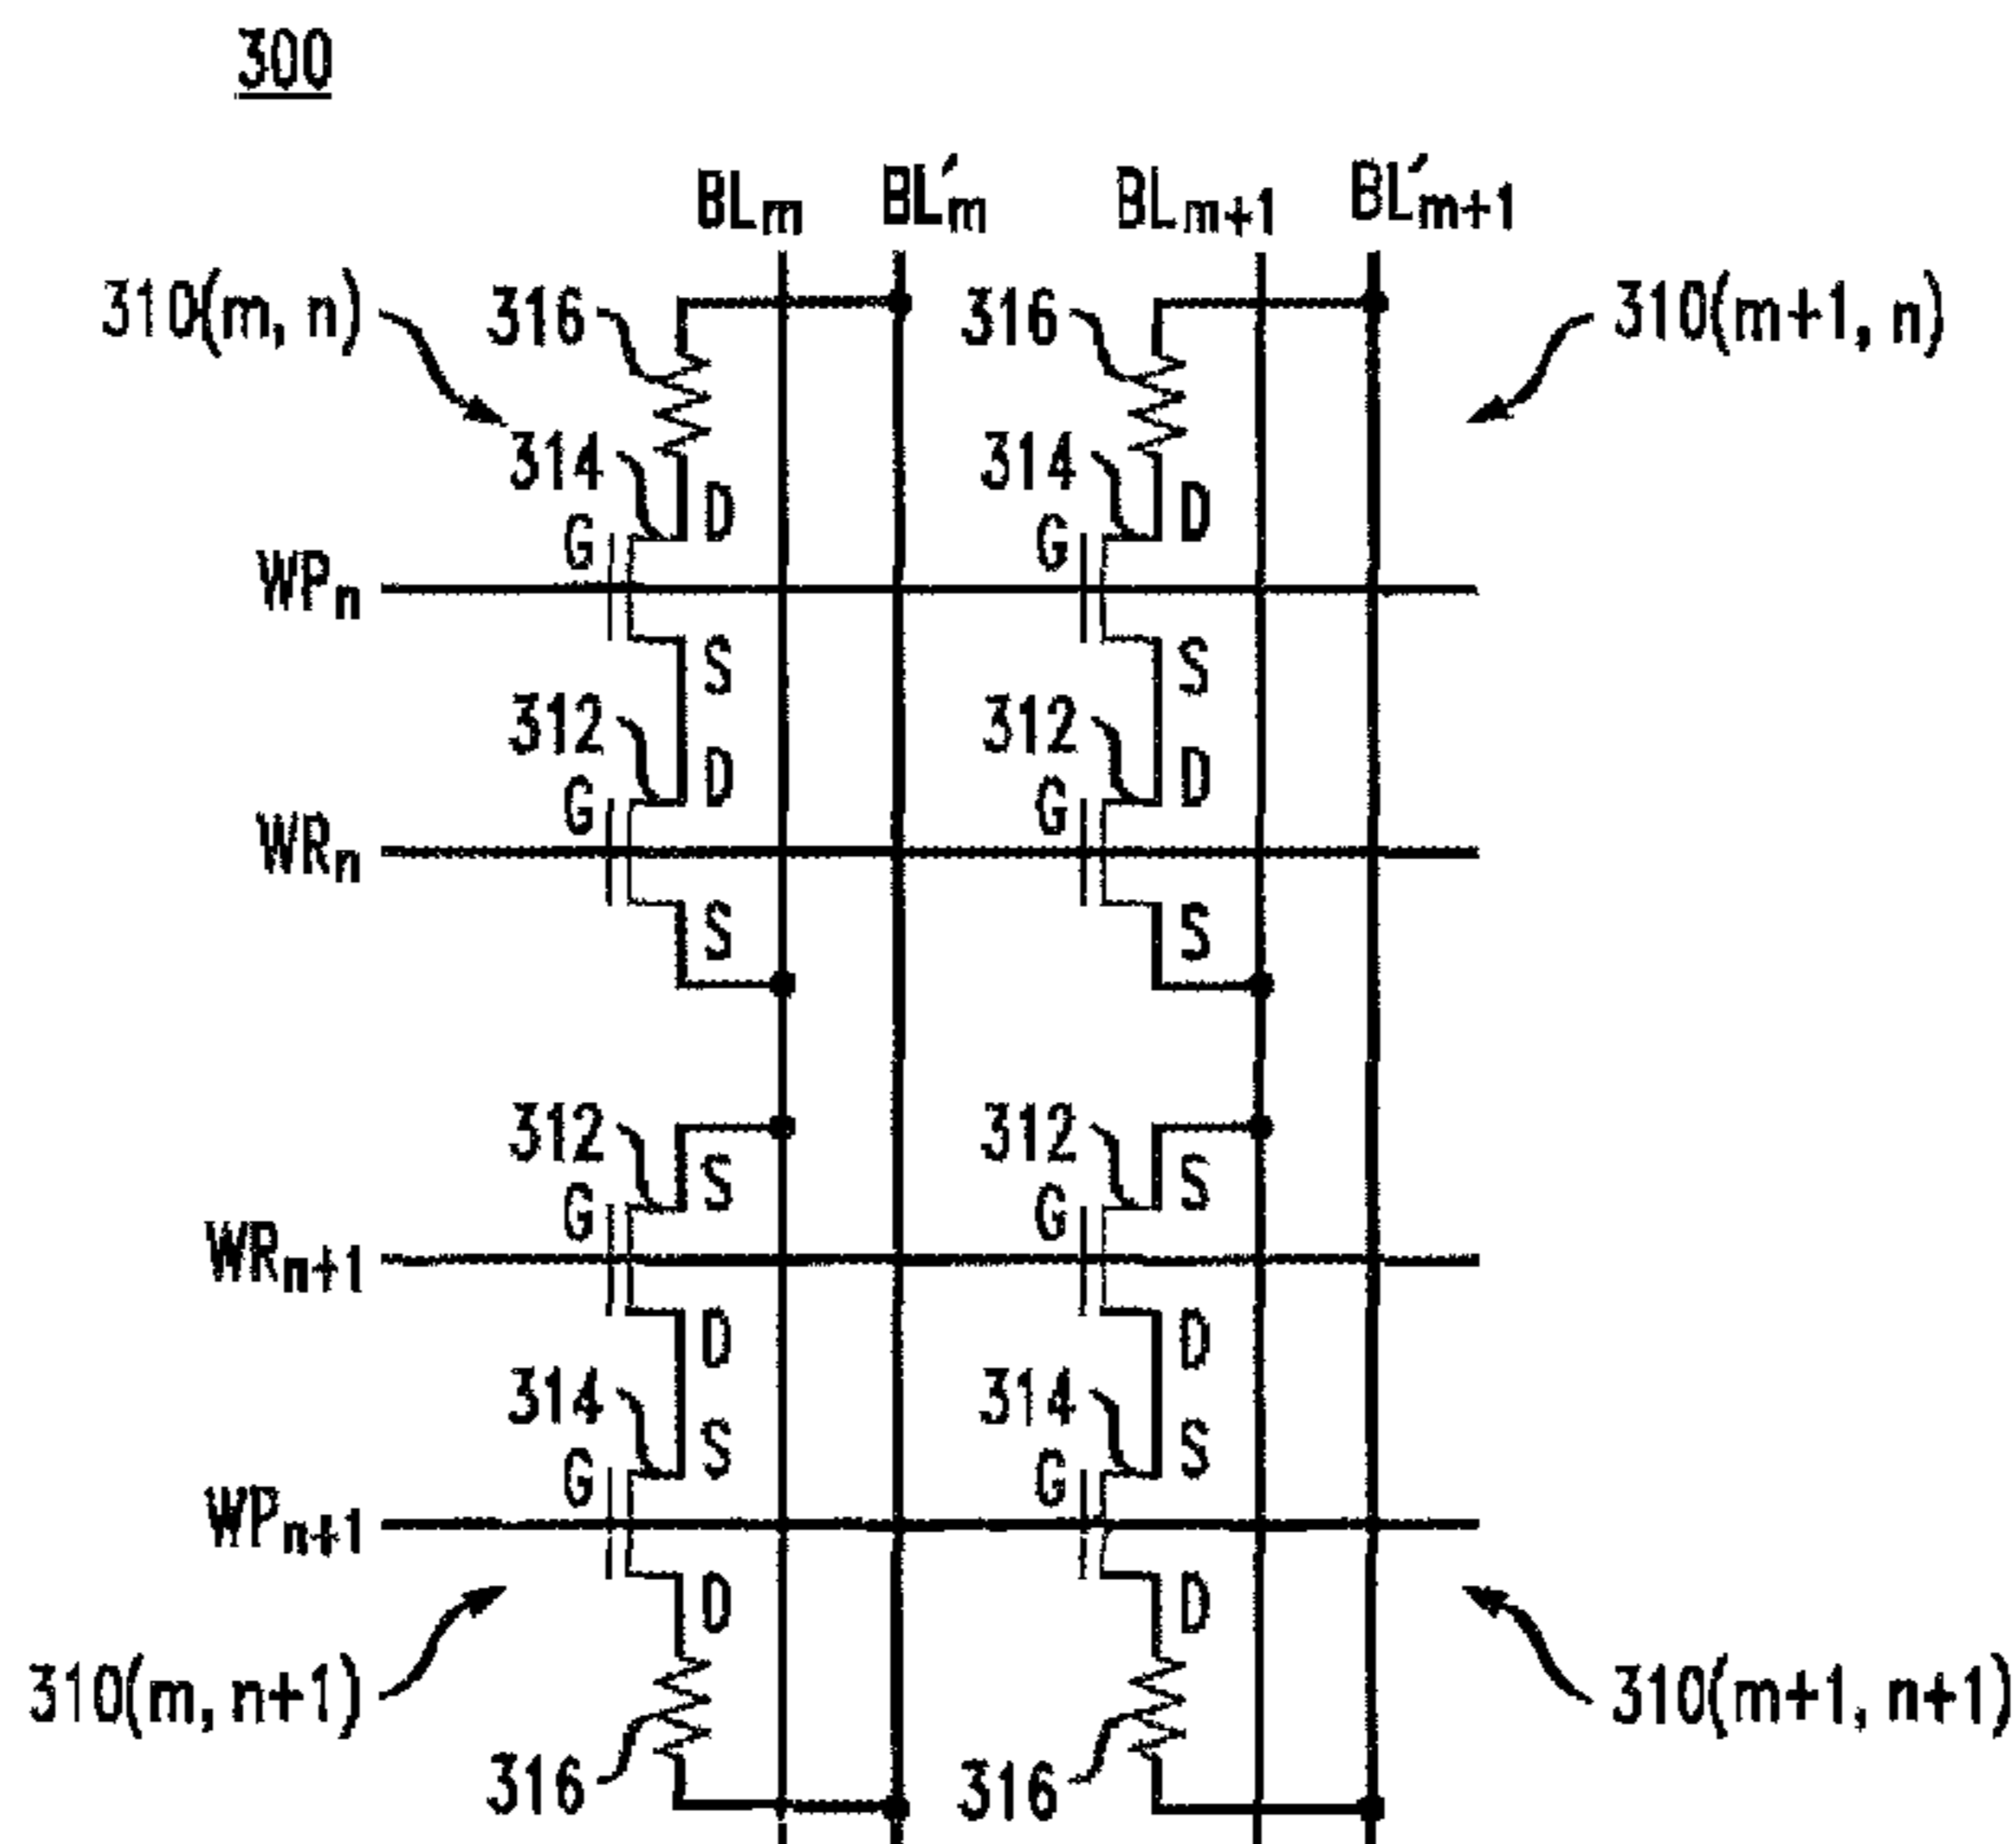 300
BLm BL'm BLm+1 BL'm+1
310(m, n) 316 316 310(m+1, n)
314 D 314 D
G G
WPn
S S
312 D 312 D
G G
WRn
S S
312 S 312 S
G G
WRn+1
D D
314 S 314 S
G G
WPn+1
D D
310(m, n+1) 310(m+1, n+1)
316 316